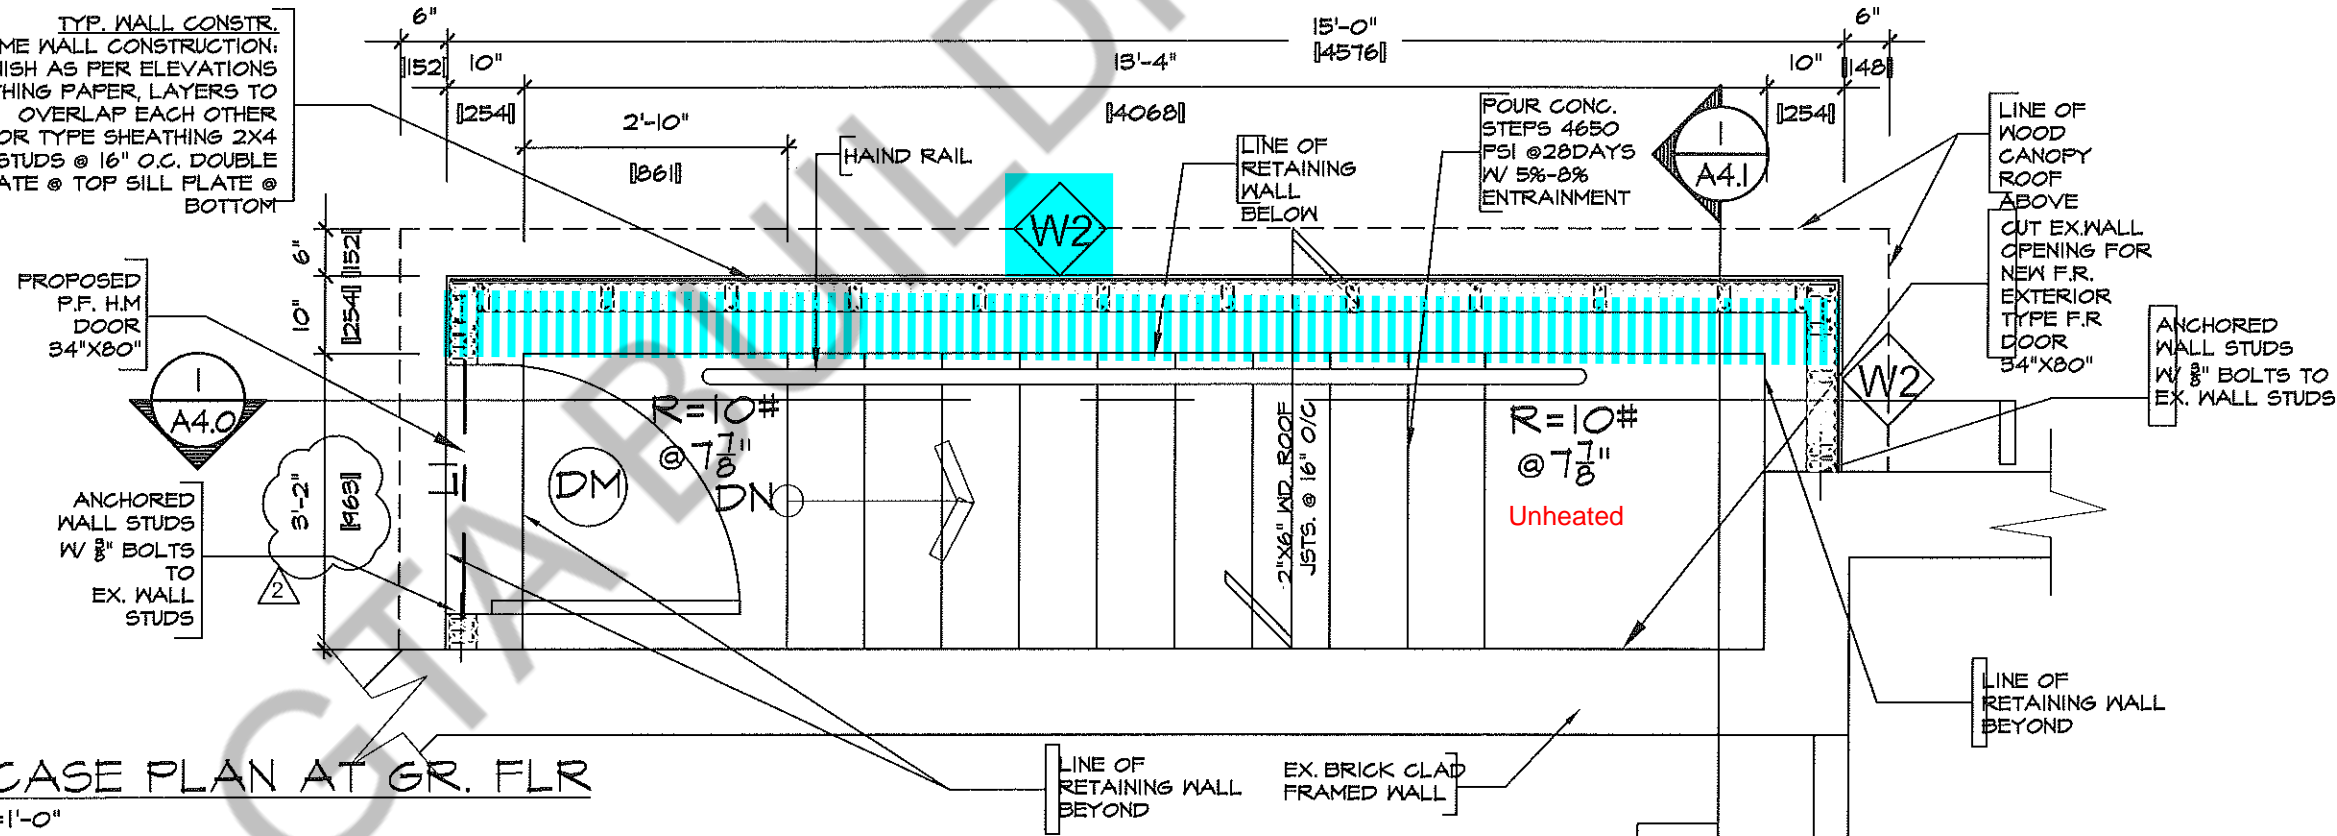 TYP. WALL CONSTR.
ME WALL CONSTRUCTION:
NISH AS PER ELEVATIONS
THING PAPER, LAYERS TO
OVERLAP EACH OTHER
OR TYPE SHEATHING 2X4
STUDS @ 16" O.C. DOUBLE
ATE @ TOP SILL PLATE @
BOTTOM
6"
[152]
10"
[254]
15'-0"
[4576]
13'-4"
[4068]
6"
[148]
10"
[254]
2'-10"
[861]
HAIND RAIL
LINE OF
RETAINING
WALL
BELOW
POUR CONC.
STEPS 4650
PSI @28DAYS
W/ 5%-8%
ENTRAINMENT
1
A4.1
LINE OF
WOOD
CANOPY
ROOF
ABOVE
CUT EX.WALL
OPENING FOR
NEW F.R.
EXTERIOR
TYPE F.R
DOOR
34"X80"
W2
6"
[152]
10"
[254]
PROPOSED
P.F. H.M
DOOR
34"X80"
1
A4.0
W2
ANCHORED
WALL STUDS
W/ 3/8" BOLTS TO
EX. WALL STUDS
R=10#
@ 7 7/8"
DM
DN
2"X6" WD. ROOF
JSTS. @ 16" O/C
R=10#
@ 7 7/8"
Unheated
3'-2"
[963]
2
ANCHORED
WALL STUDS
W/ 3/8" BOLTS
TO
EX. WALL
STUDS
LINE OF
RETAINING WALL
BEYOND
LINE OF
RETAINING WALL
BEYOND
EX. BRICK CLAD
FRAMED WALL
CASE PLAN AT GR. FLR
=1'-0"
GTA BUILD